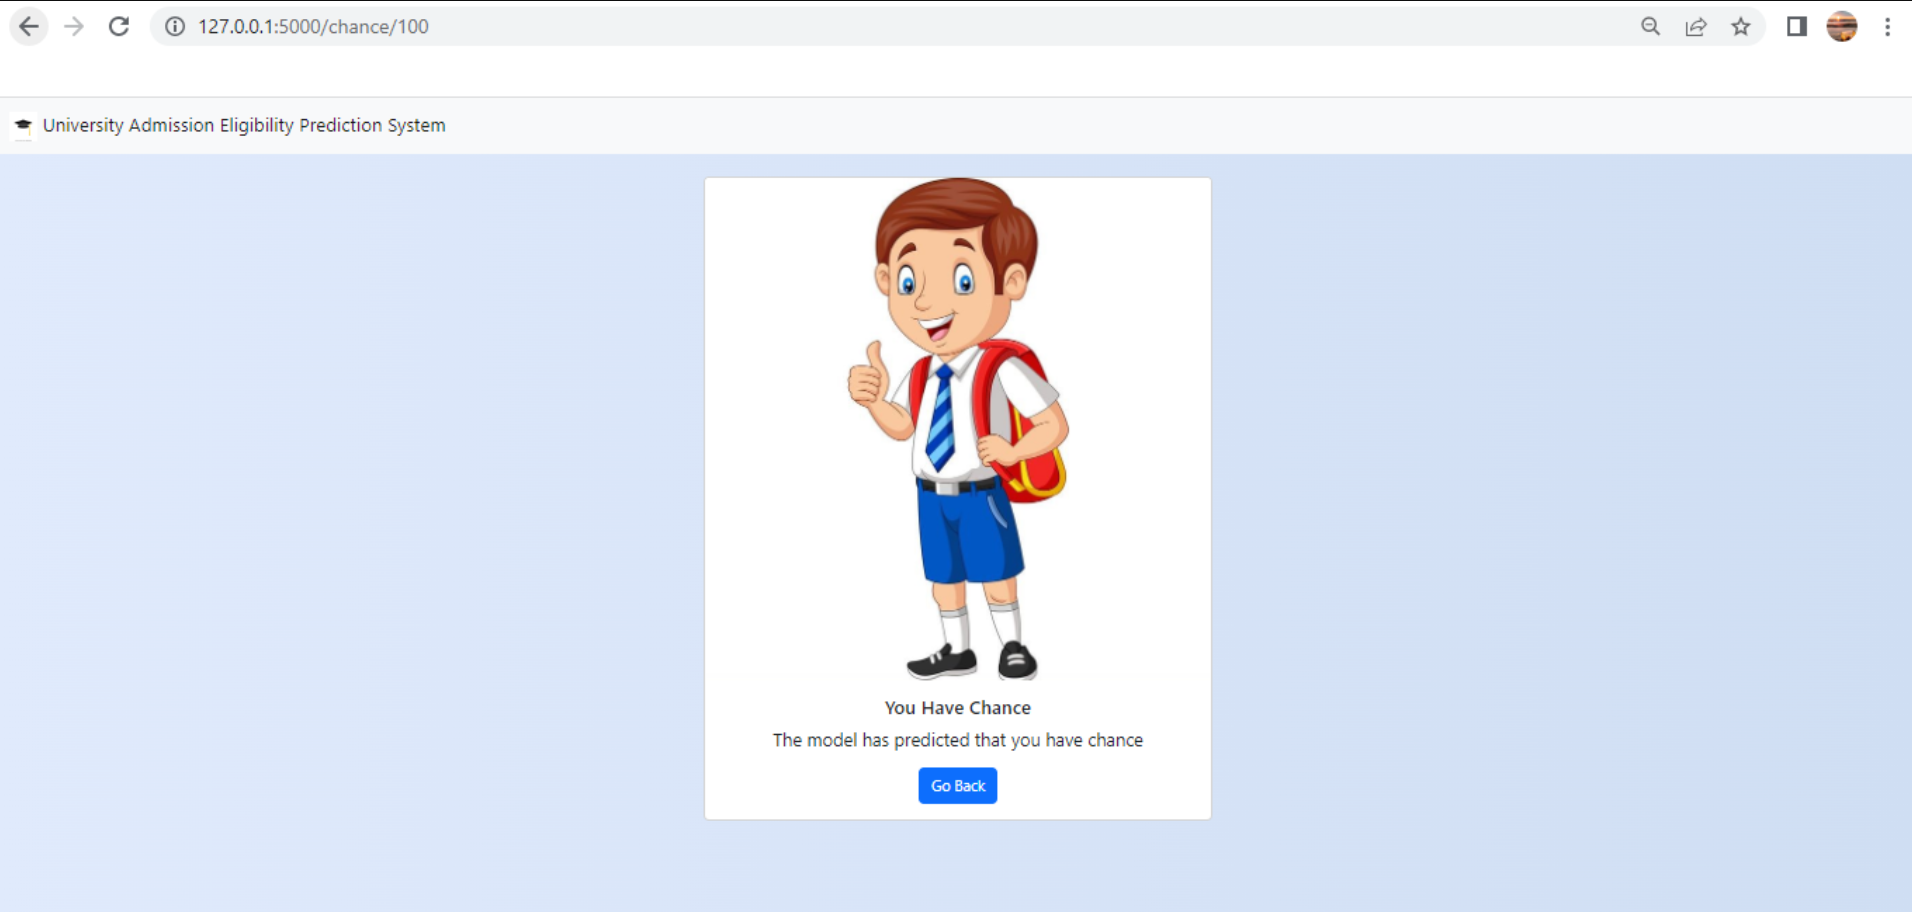 127.0.0.1:5000/chance/100
University Admission Eligibility Prediction System
You Have Chance
The model has predicted that you have chance
Go Back